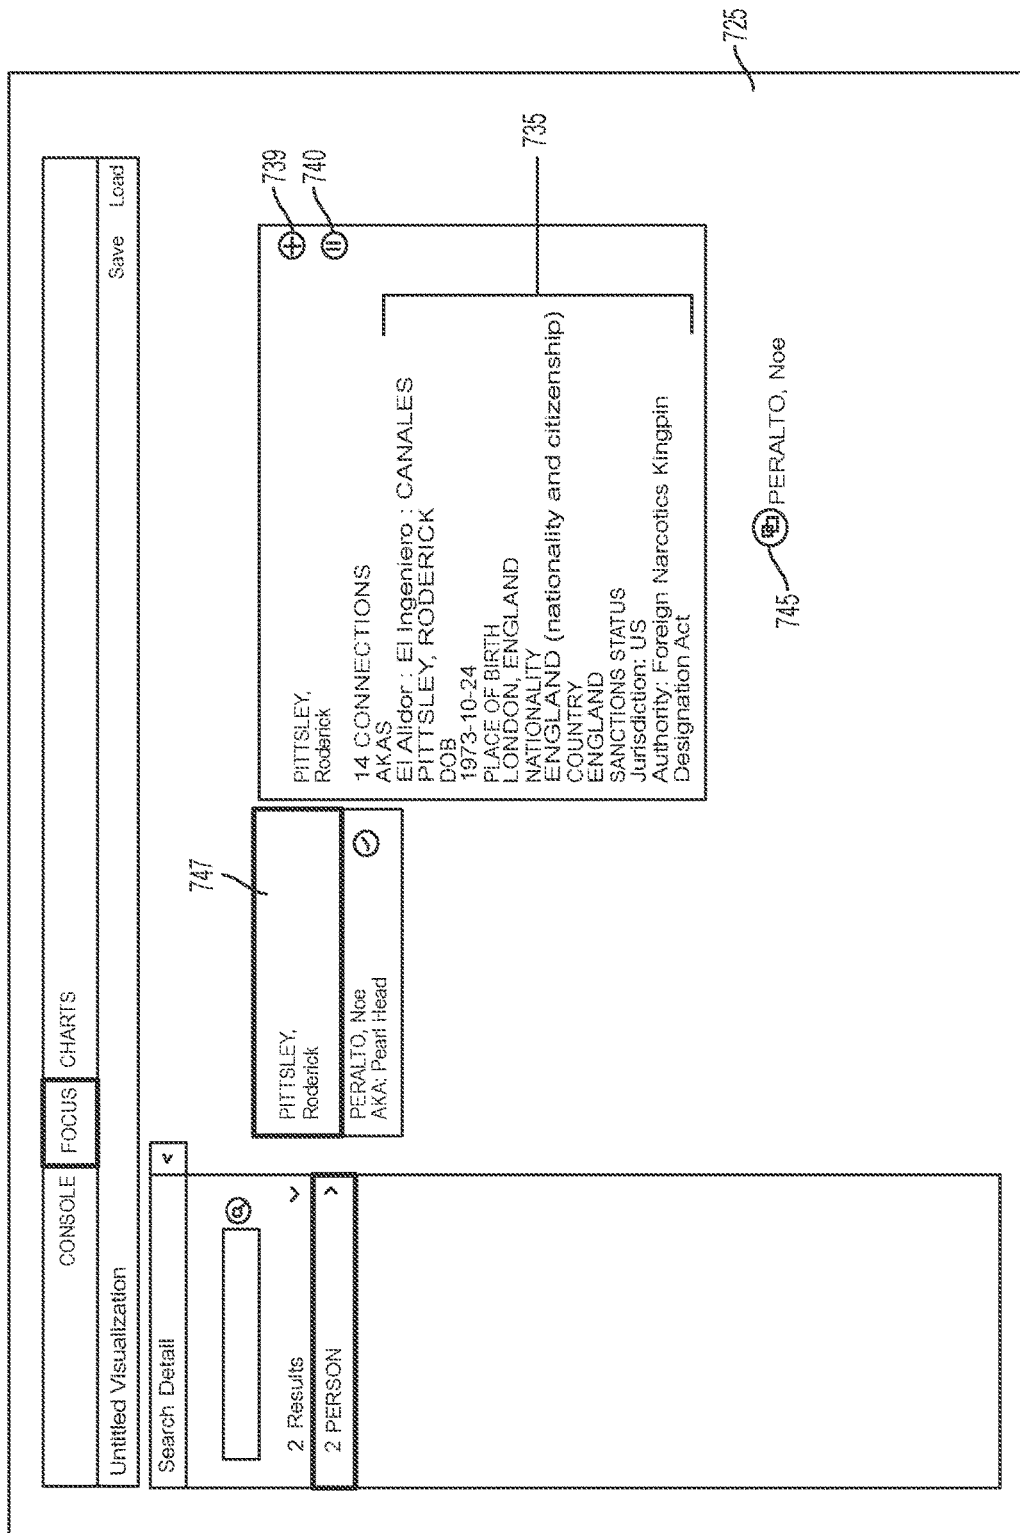 725
CONSOLE FOCUS CHARTS
Untitled Visualization Save Load
Search Detail
2 Results
2 PERSON
747
PITTSLEY,
Roderick
PERALTO, Noe
AKA: Pearl Head
PITTSLEY,
Roderick
739
740
14 CONNECTIONS
AKAS
El Alidor : El Ingeniero : CANALES
PITTSLEY, RODERICK
DOB
1973-10-24
PLACE OF BIRTH
LONDON, ENGLAND
NATIONALITY
ENGLAND (nationality and citizenship)
COUNTRY
ENGLAND
SANCTIONS STATUS
Jurisdiction: US
Authority: Foreign Narcotics Kingpin
Designation Act
735
745
PERALTO, Noe